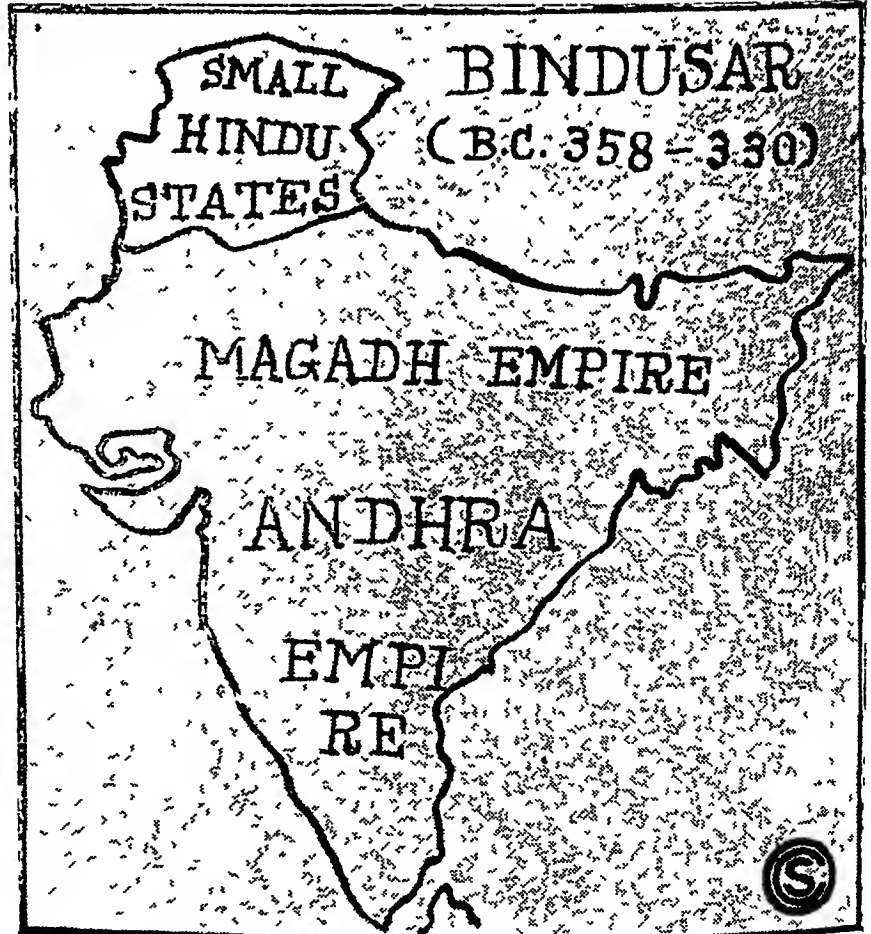 BINDUSAR
(B.C. 358-330)
SMALL
HINDU
STATES
MAGADH EMPIRE
ANDHRA
EMPI
RE
S